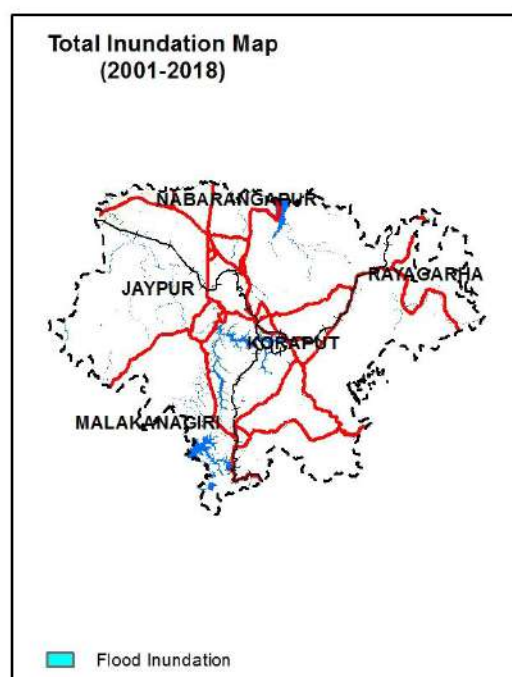 Total Inundation Map
(2001-2018)
NABARANGAPUR
RAYAGARHA
JAYPUR
KORAPUT
MALAKANAGIRI
Flood Inundation